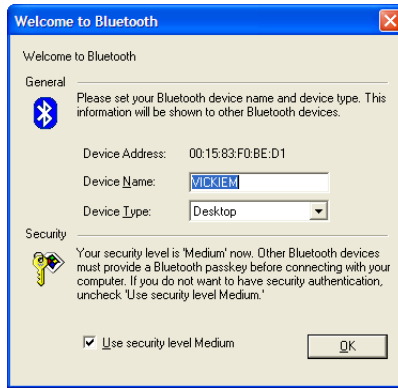 Welcome to Bluetooth
Welcome to Bluetooth
General
Please set your Bluetooth device name and device type. This
information will be shown to other Bluetooth devices.
Device Address: 00:15:83:F0:BE:D1
Device Name: VICKIEM
Device Type: Desktop
Security
Your security level is 'Medium' now. Other Bluetooth devices
must provide a Bluetooth passkey before connecting with your
computer. If you do not want to have security authentication,
uncheck 'Use security level Medium.'
Use security level Medium
OK